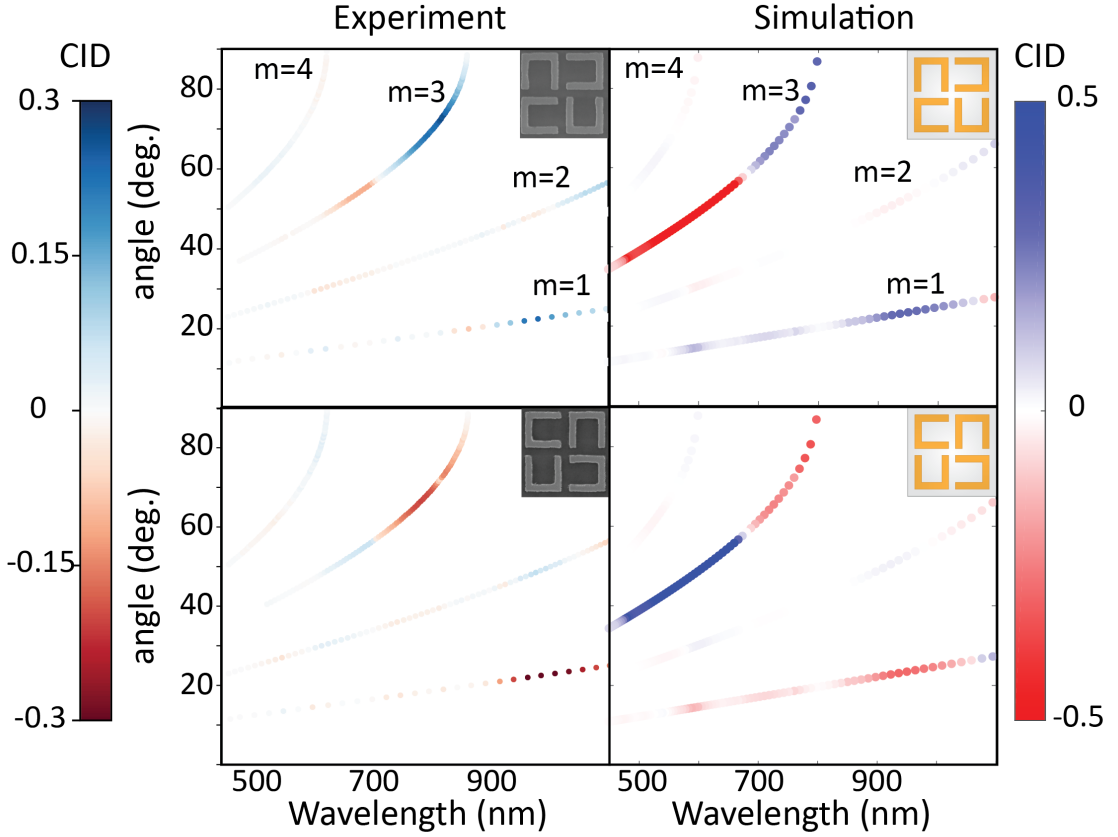 Experiment
Simulation
CID
CID
0.3
0.15
0
-0.15
-0.3
angle (deg.)
angle (deg.)
80
60
40
20
m=4
m=3
m=2
m=1
m=4
m=3
m=2
m=1
80
60
40
20
500
700
900
500
700
900
Wavelength (nm)
Wavelength (nm)
0.5
0
-0.5